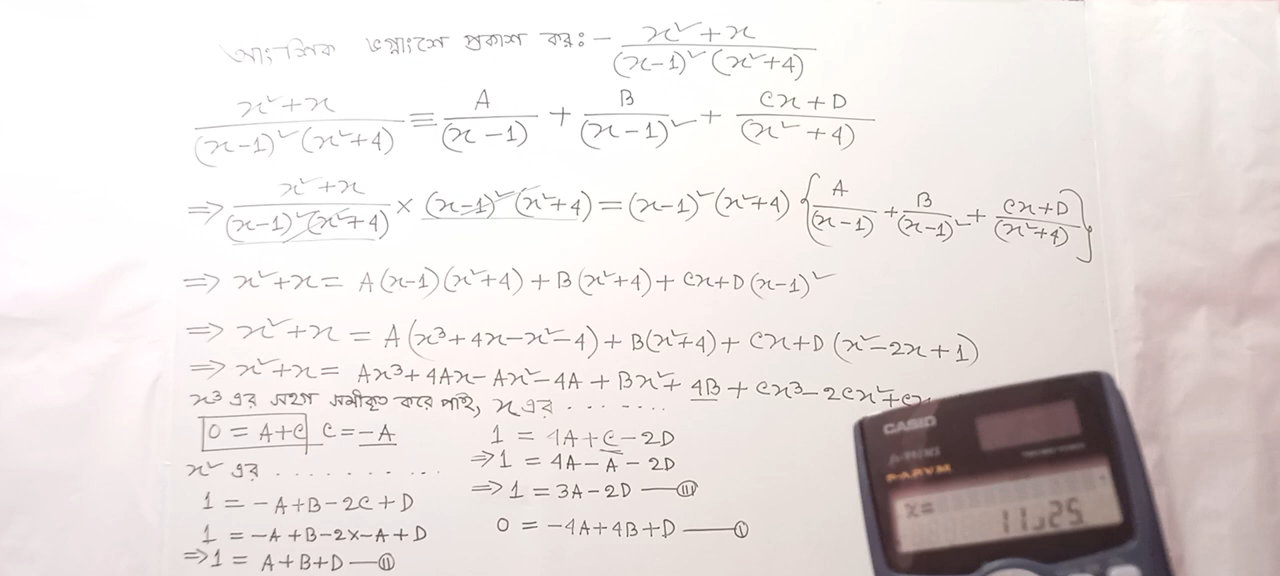 আংশিক ভগ্নাংশে প্রকাশ কর:- x²+x / (x-1)²(x²+4)
x²+x / (x-1)²(x²+4) ≡ A/(x-1) + B/(x-1)² + Cx+D/(x²+4)
⇒ x²+x / (x-1)²(x²+4) × (x-1)²(x²+4) = (x-1)²(x²+4) { A/(x-1) + B/(x-1)² + Cx+D/(x²+4) }
⇒ x²+x = A(x-1)(x²+4) + B(x²+4) + Cx+D(x-1)²
⇒ x²+x = A(x³+4x-x²-4) + B(x²+4) + Cx+D(x²-2x+1)
⇒ x²+x = Ax³+4Ax-Ax²-4A + Bx²+ 4B + Cx³-2Cx²+Cx
x³ এর সহগ সমীকৃত করে পাই,
0 = A+C C = -A
x² এর . . . . . . . . . .
1 = -A+B-2C+D
1 = -A+B-2×-A+D
⇒1 = A+B+D —(II)
x এর . . . . . . .
1 = 4A+C-2D
⇒1 = 4A-A-2D
⇒1 = 3A-2D —(III)
0 = -4A+4B+D —(I)
CASIO
x=
11⌟25